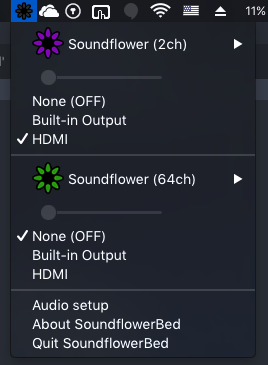 11%
Soundflower (2ch)
None (OFF)
Built-in Output
HDMI
Soundflower (64ch)
None (OFF)
Built-in Output
HDMI
Audio setup
About SoundflowerBed
Quit SoundflowerBed